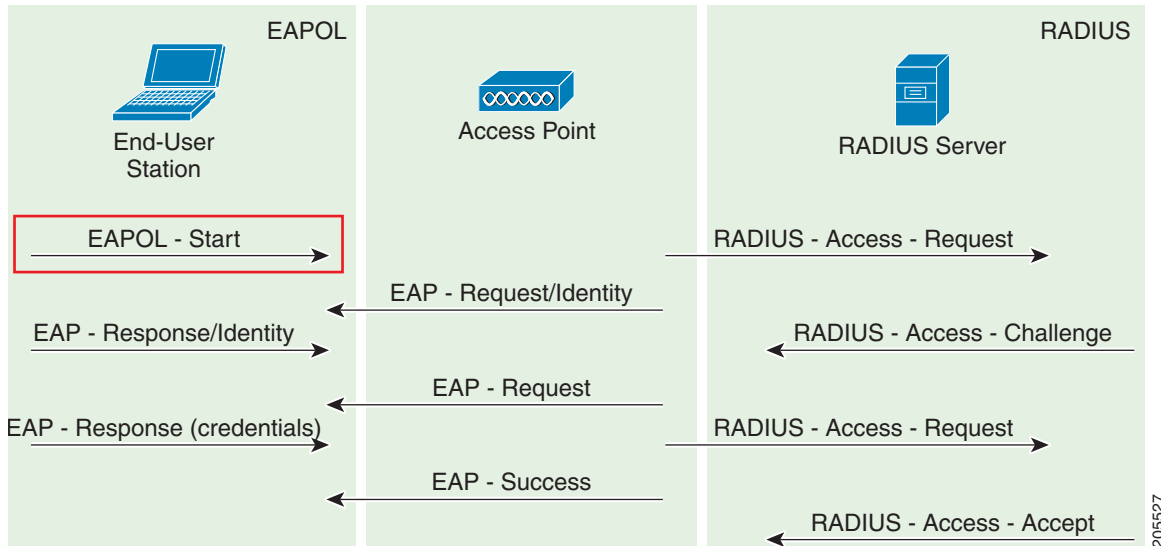 EAPOL
RADIUS
End-User
Station
Access Point
RADIUS Server
EAPOL - Start
RADIUS - Access - Request
EAP - Request/Identity
EAP - Response/Identity
RADIUS - Access - Challenge
EAP - Request
EAP - Response (credentials)
RADIUS - Access - Request
EAP - Success
RADIUS - Access - Accept
205527